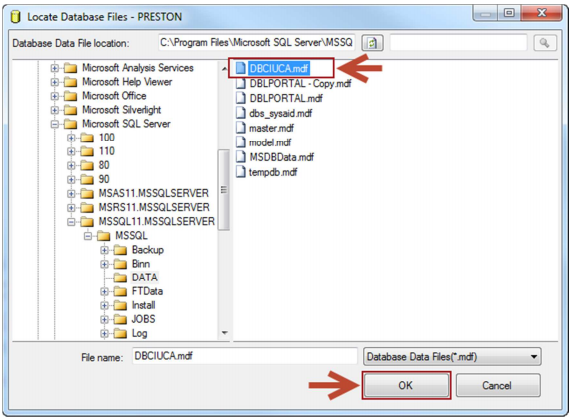 Locate Database Files - PRESTON
Database Data File location: C:\Program Files\Microsoft SQL Server\MSSQ
Microsoft Analysis Services
Microsoft Help Viewer
Microsoft Office
Microsoft Silverlight
Microsoft SQL Server
100
110
80
90
MSAS11.MSSQLSERVER
MSRS11.MSSQLSERVER
MSSQL11.MSSQLSERVER
MSSQL
Backup
Binn
DATA
FTData
Install
JOBS
Log
DBCIUCA.mdf
DBLPORTAL - Copy.mdf
DBLPORTAL.mdf
dbs_sysaid.mdf
master.mdf
model.mdf
MSDBData.mdf
tempdb.mdf
File name: DBCIUCA.mdf
Database Data Files(*.mdf)
OK
Cancel